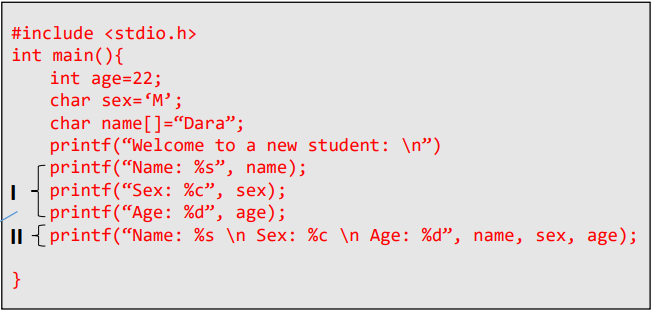 #include <stdio.h>
int main(){
int age=22;
char sex=‘M’;
char name[]=“Dara”;
printf(“Welcome to a new student: \n”)
printf(“Name: %s”, name);
I printf(“Sex: %c”, sex);
printf(“Age: %d”, age);
II printf(“Name: %s \n Sex: %c \n Age: %d”, name, sex, age);
}